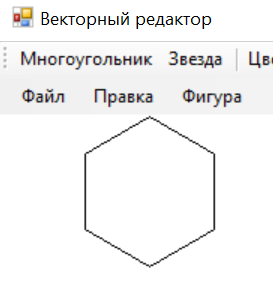 Векторный редактор
Многоугольник Звезда
Файл Правка Фигура